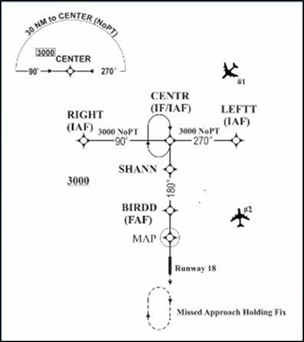 30 NM to CENTER (NoPT)
3000
CENTER
90° 270°
#1
CENTR
(IF/IAF)
RIGHT
(IAF)
LEFTT
(IAF)
3000 NoPT 3000 NoPT
90° 270°
SHANN
3000
180°
BIRDD
(FAF)
#2
MAP
Runway 18
Missed Approach Holding Fix